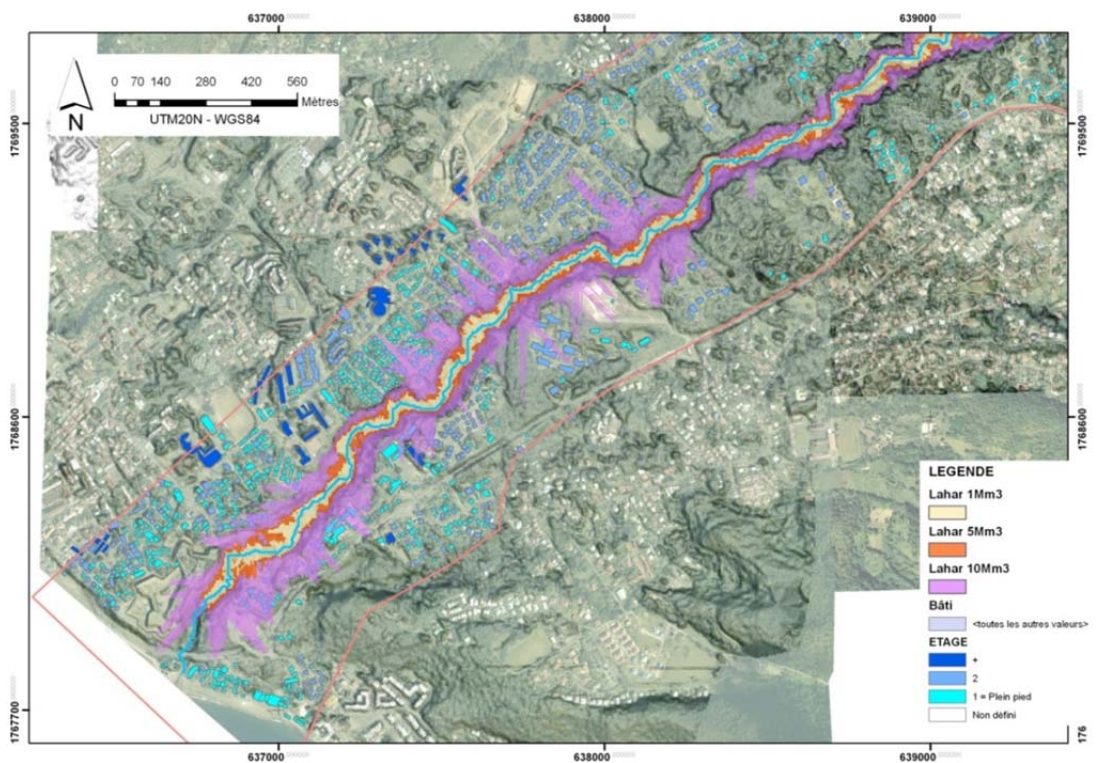 637000 638000 639000
0 70 140 280 420 560
Mètres
N
UTM20N - WGS84
1769500 1769500
1768600 1768600
LEGENDE
Lahar 1Mm3
Lahar 5Mm3
Lahar 10Mm3
Bâti
<toutes les autres valeurs>
ETAGE
+
2
1 = Plein pied
Non défini
1767700 176
637000 638000 639000